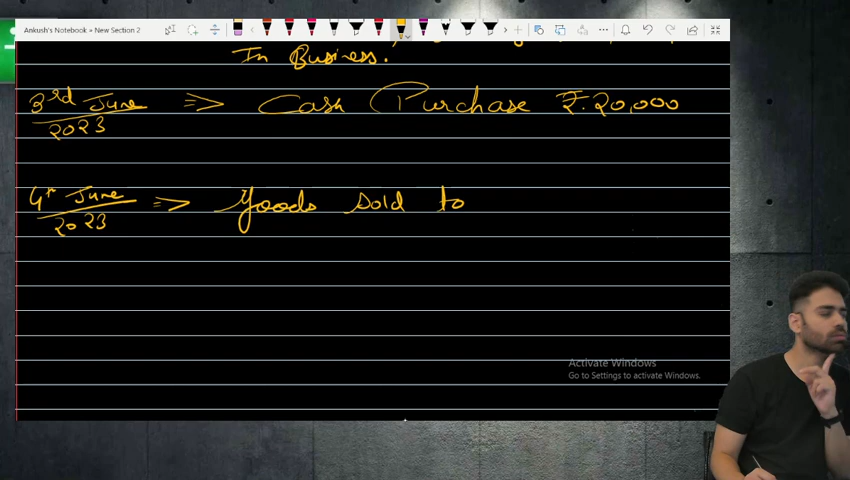 Ankush's Notebook » New Section 2
In Business.
3rd June => Cash Purchase ₹.20,000
2023
4th June => Goods sold to
2023
Activate Windows
Go to Settings to activate Windows.